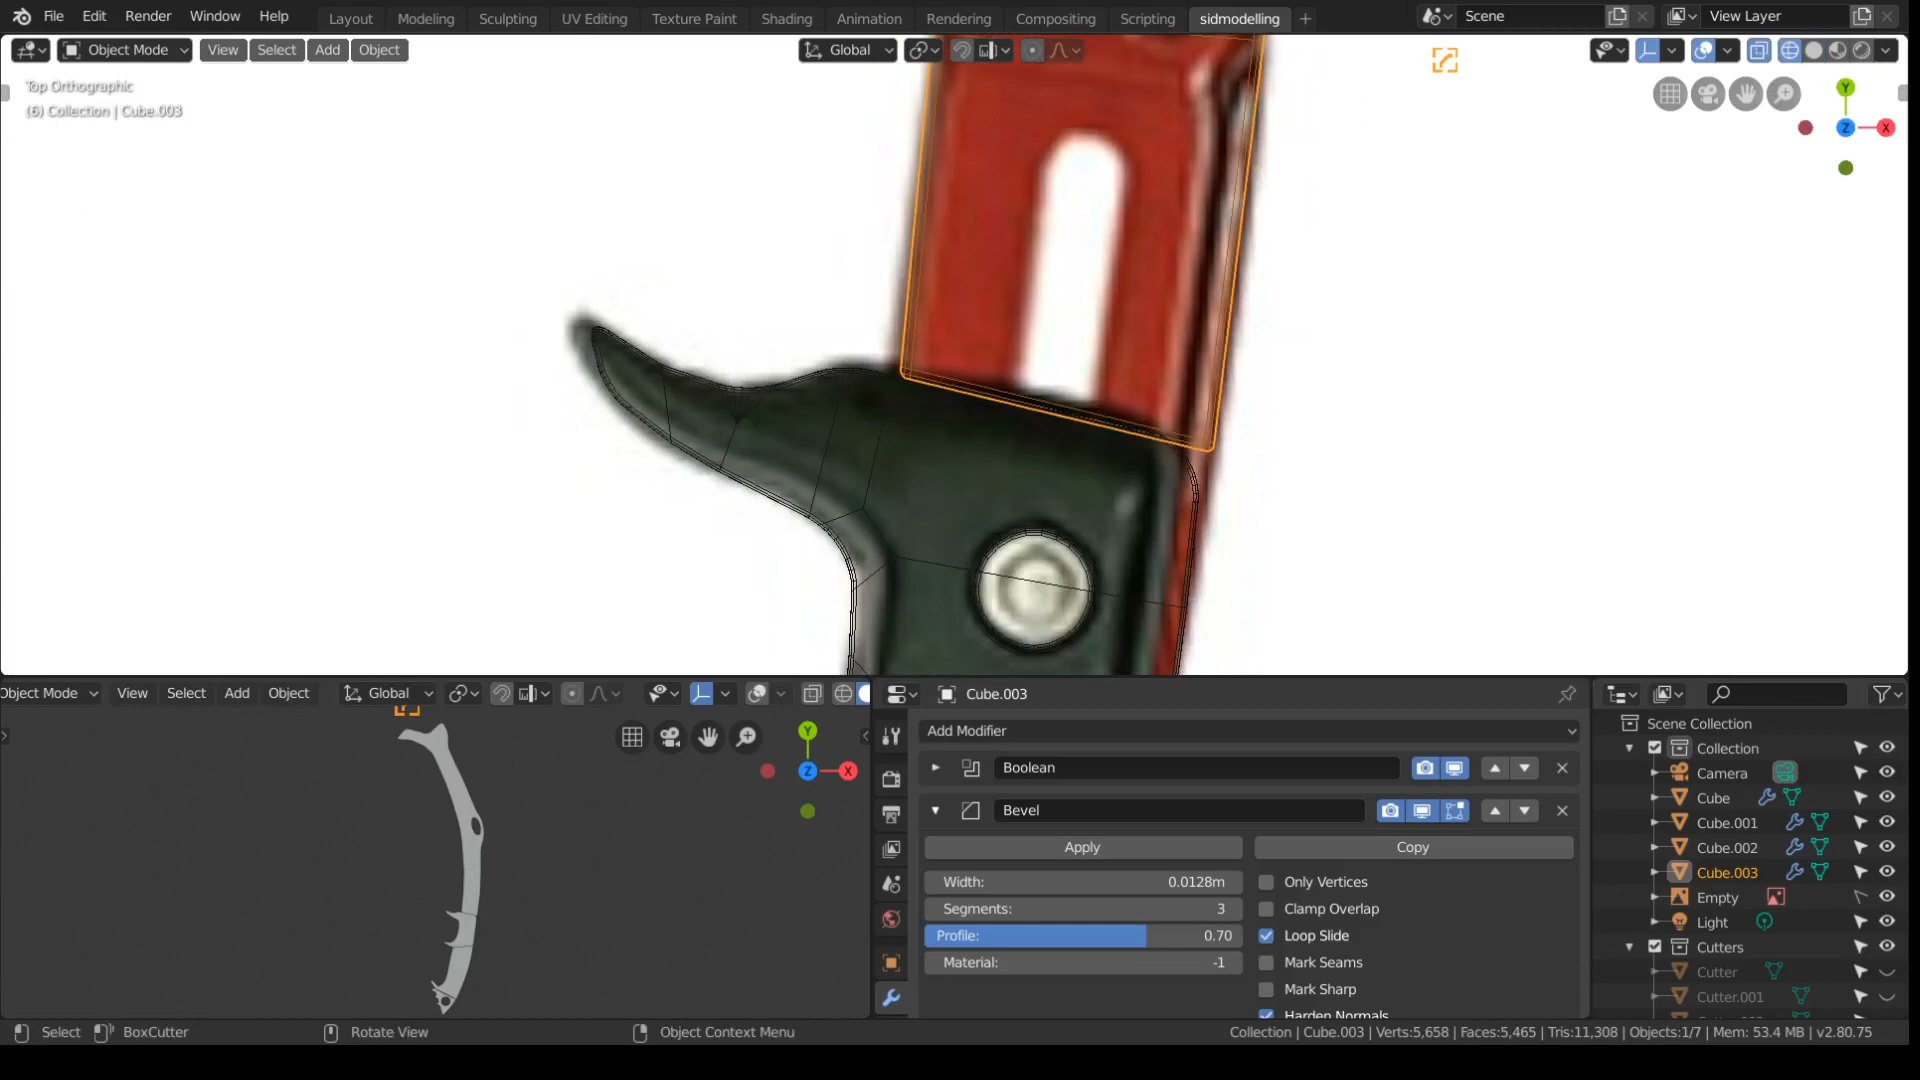 File Edit Render Window Help Layout Modeling Sculpting UV Editing Texture Paint Shading Animation Rendering Compositing Scripting sidmodelling + Scene View Layer
Object Mode View Select Add Object Global
Top Orthographic
(6) Collection | Cube.003
Y
Z X
Object Mode View Select Add Object Global
Y
Z X
Cube.003
Add Modifier
Boolean
Bevel
Apply Copy
Width: 0.0128m Only Vertices
Segments: 3 Clamp Overlap
Profile: 0.70 Loop Slide
Material: -1 Mark Seams
Mark Sharp
Harden Normals
Scene Collection
Collection
Camera
Cube
Cube.001
Cube.002
Cube.003
Empty
Light
Cutters
Cutter
Cutter.001
Select BoxCutter Rotate View Object Context Menu Collection | Cube.003 | Verts:5,658 | Faces:5,465 | Tris:11,308 | Objects:1/7 | Mem: 53.4 MB | v2.80.75